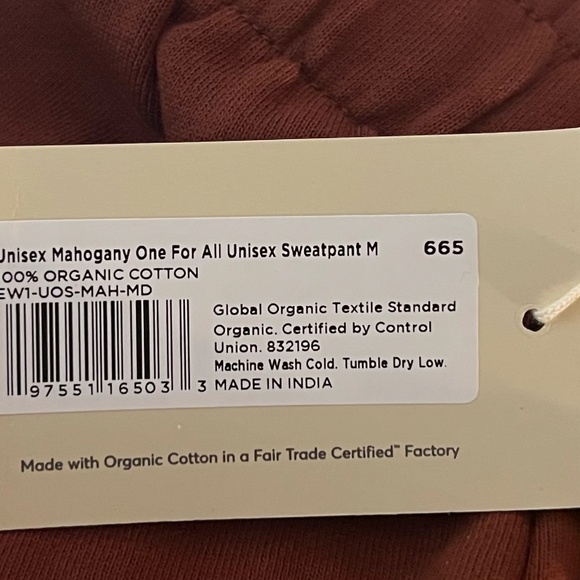 Unisex Mahogany One For All Unisex Sweatpant M 665
100% ORGANIC COTTON
EW1-UOS-MAH-MD
Global Organic Textile Standard
Organic. Certified by Control
Union. 832196
Machine Wash Cold. Tumble Dry Low.
97551 16503 3 MADE IN INDIA
Made with Organic Cotton in a Fair Trade Certified™ Factory